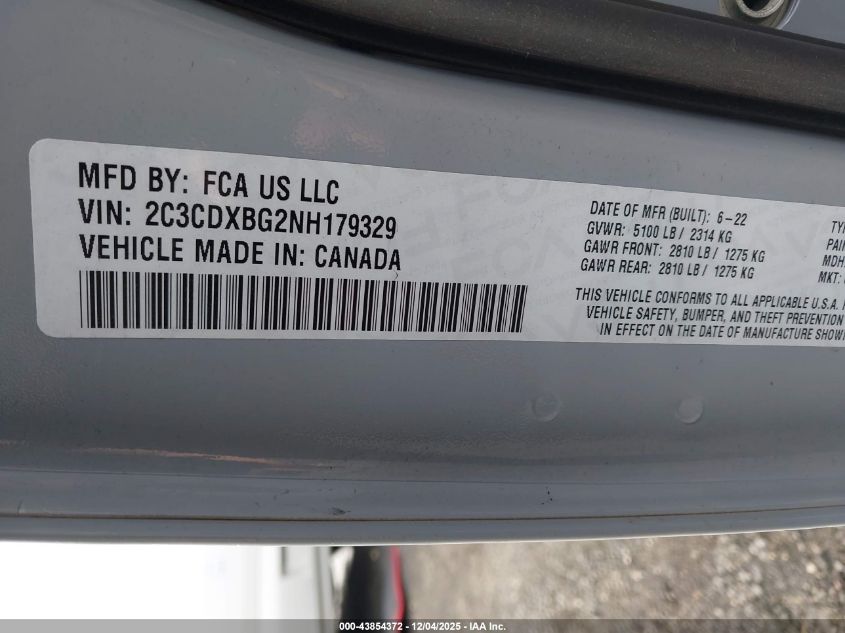 MFD BY: FCA US LLC
VIN: 2C3CDXBG2NH179329
VEHICLE MADE IN: CANADA
DATE OF MFR (BUILT): 6-22
GVWR: 5100 LB / 2314 KG
GAWR FRONT: 2810 LB / 1275 KG
GAWR REAR: 2810 LB / 1275 KG
THIS VEHICLE CONFORMS TO ALL APPLICABLE U.S.A.
VEHICLE SAFETY, BUMPER, AND THEFT PREVENTION
IN EFFECT ON THE DATE OF MANUFACTURE SHOW
TY
PAIN
MDH
MKT:
000-43854372 - 12/04/2025 - IAA Inc.